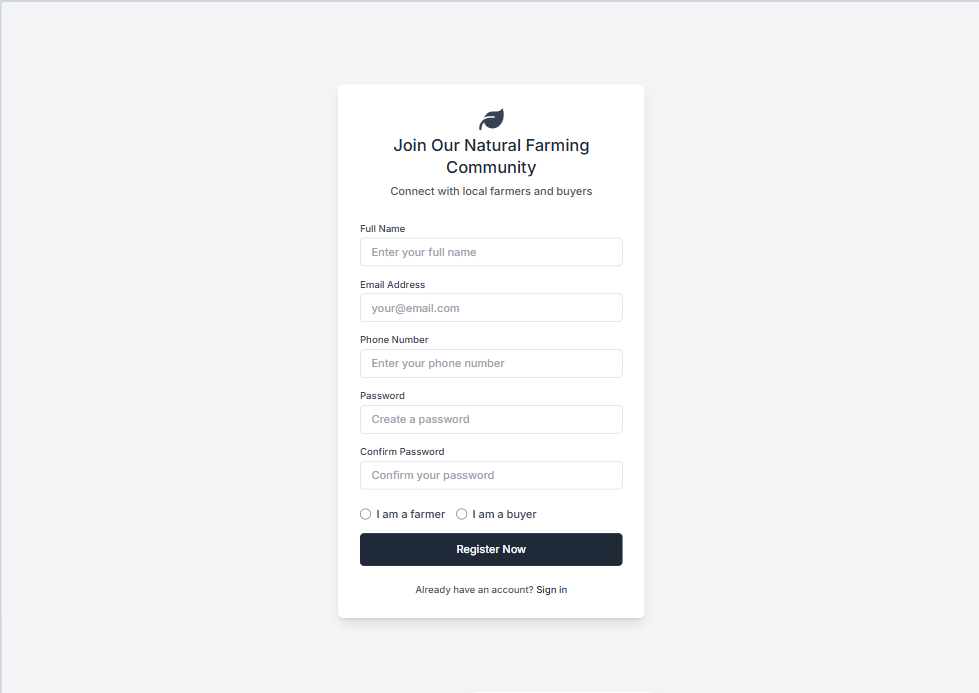 Join Our Natural Farming
Community
Connect with local farmers and buyers
Full Name
Enter your full name
Email Address
your@email.com
Phone Number
Enter your phone number
Password
Create a password
Confirm Password
Confirm your password
I am a farmer I am a buyer
Register Now
Already have an account? Sign in